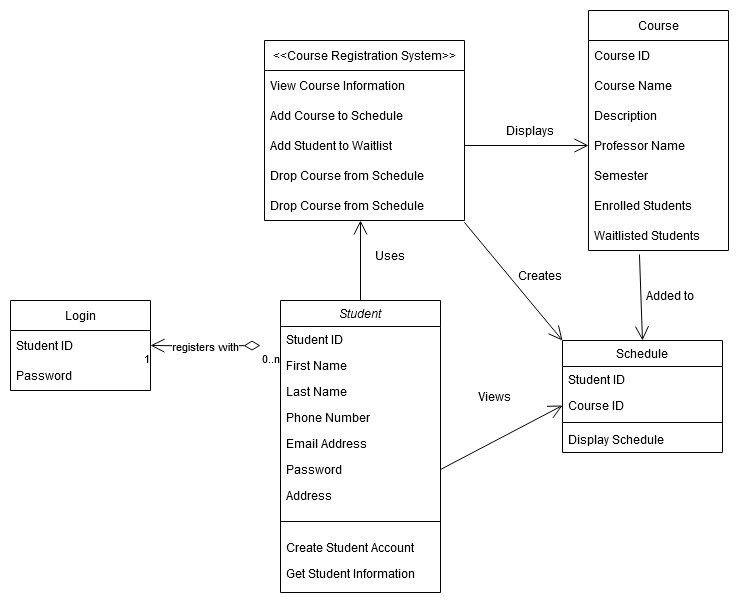 Course
Course ID
Course Name
Description
Professor Name
Semester
Enrolled Students
Waitlisted Students
<<Course Registration System>>
View Course Information
Add Course to Schedule
Add Student to Waitlist
Drop Course from Schedule
Drop Course from Schedule
Displays
Uses
Creates
Added to
Login
Student ID
Password
1
registers with
0..n
Student
Student ID
First Name
Last Name
Phone Number
Email Address
Password
Address
Create Student Account
Get Student Information
Views
Schedule
Student ID
Course ID
Display Schedule